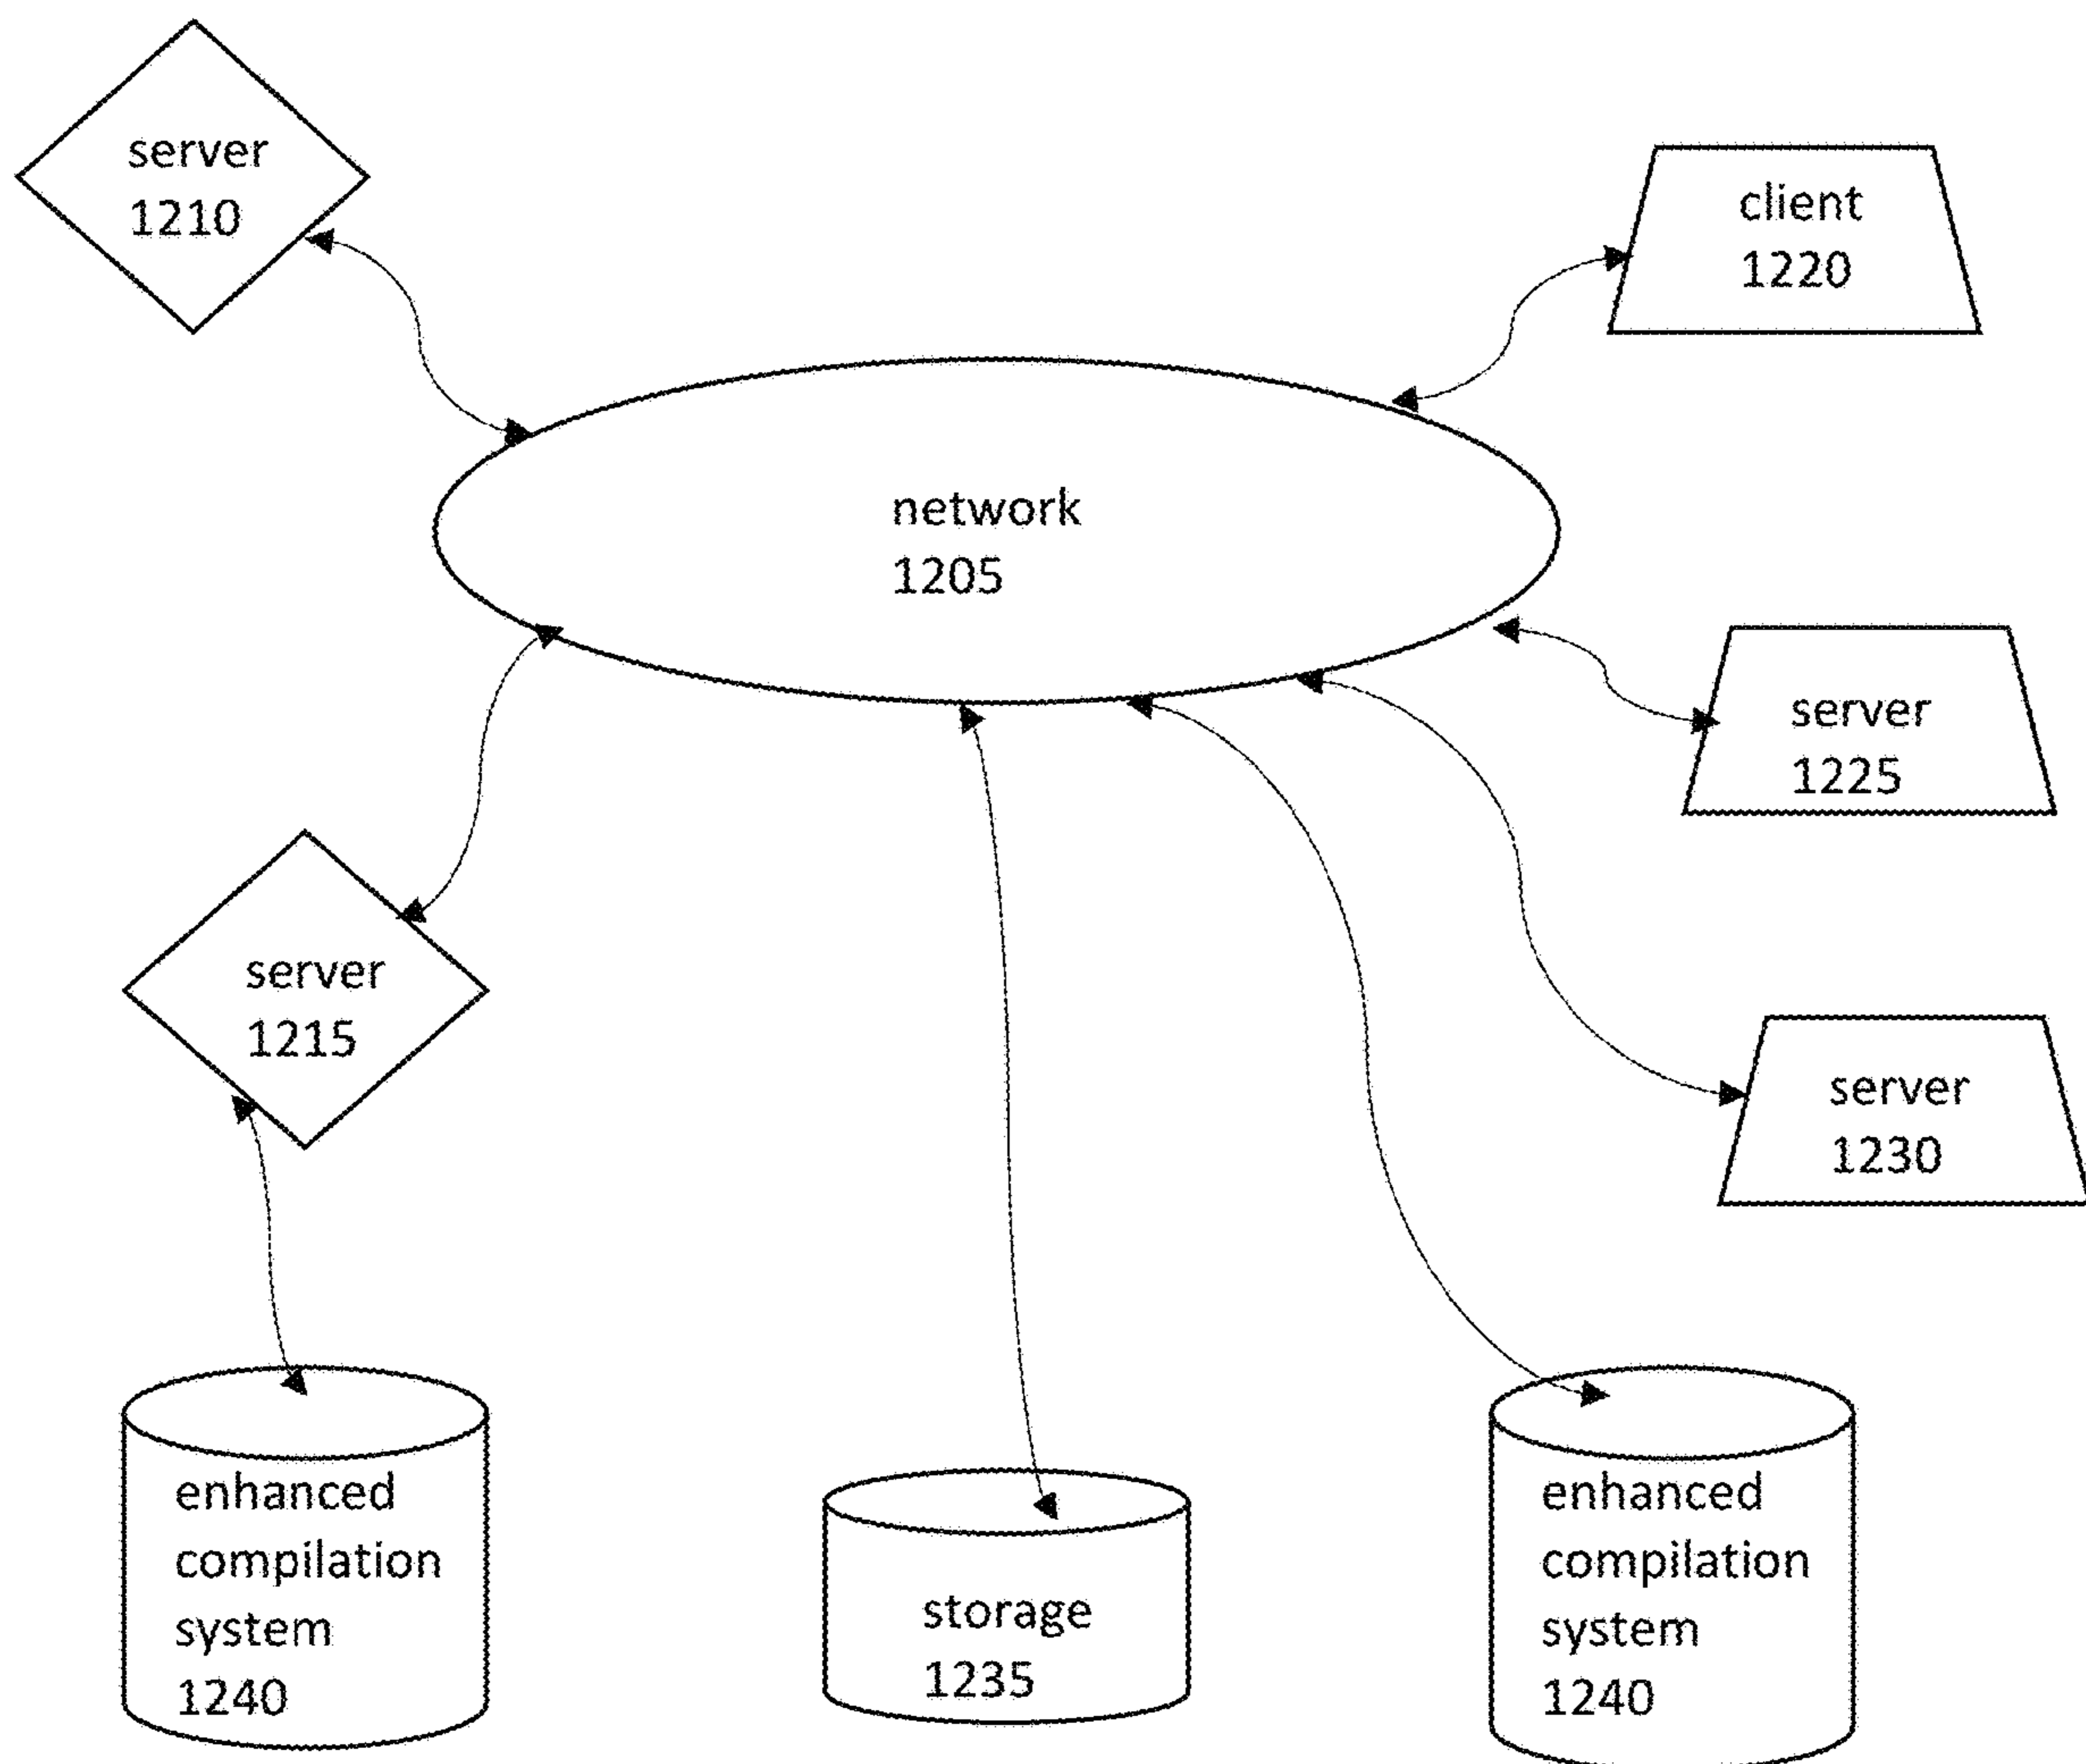 server
1210
client
1220
network
1205
server
1225
server
1215
server
1230
enhanced
compilation
system
1240
storage
1235
enhanced
compilation
system
1240